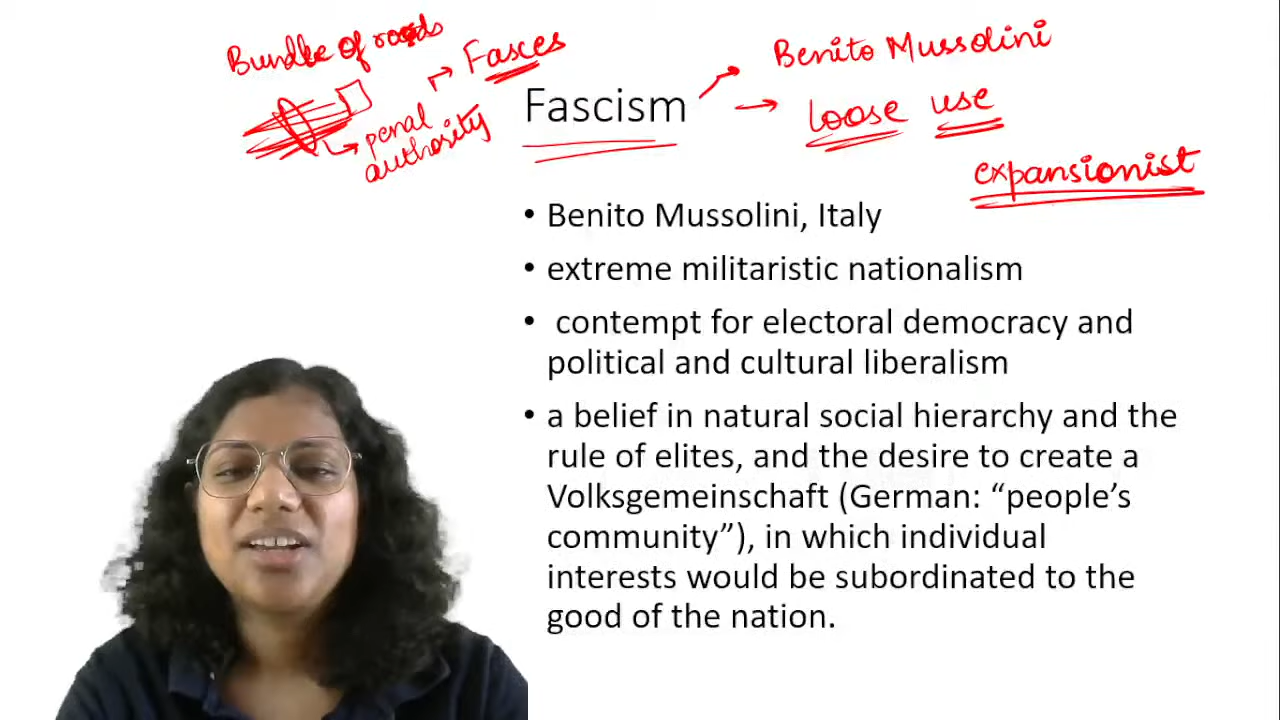 Bundle of rods
Fasces
penal
authority
Benito Mussolini
loose use
expansionist
Fascism
• Benito Mussolini, Italy
• extreme militaristic nationalism
• contempt for electoral democracy and
political and cultural liberalism
• a belief in natural social hierarchy and the
rule of elites, and the desire to create a
Volksgemeinschaft (German: “people’s
community”), in which individual
interests would be subordinated to the
good of the nation.